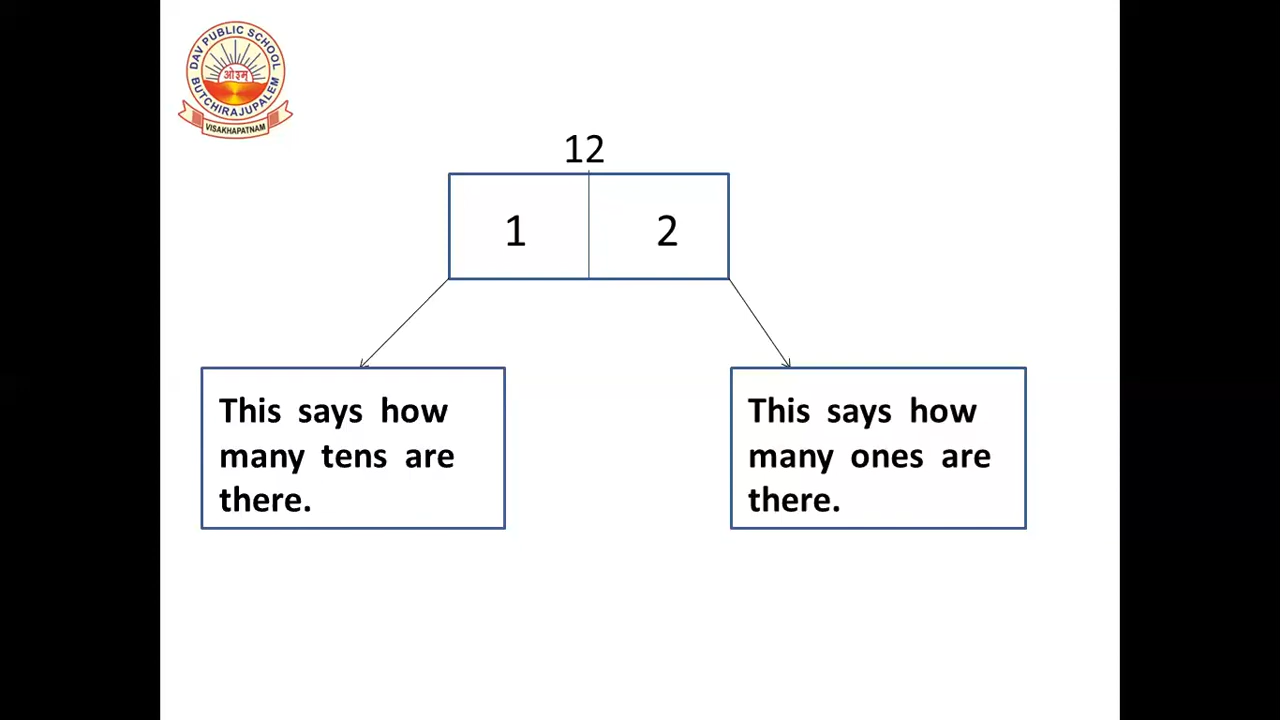 DAV PUBLIC SCHOOL
ओ३म्
BUTCHIRAJUPALEM
VISAKHAPATNAM
12
1 2
This says how
many tens are
there.
This says how
many ones are
there.